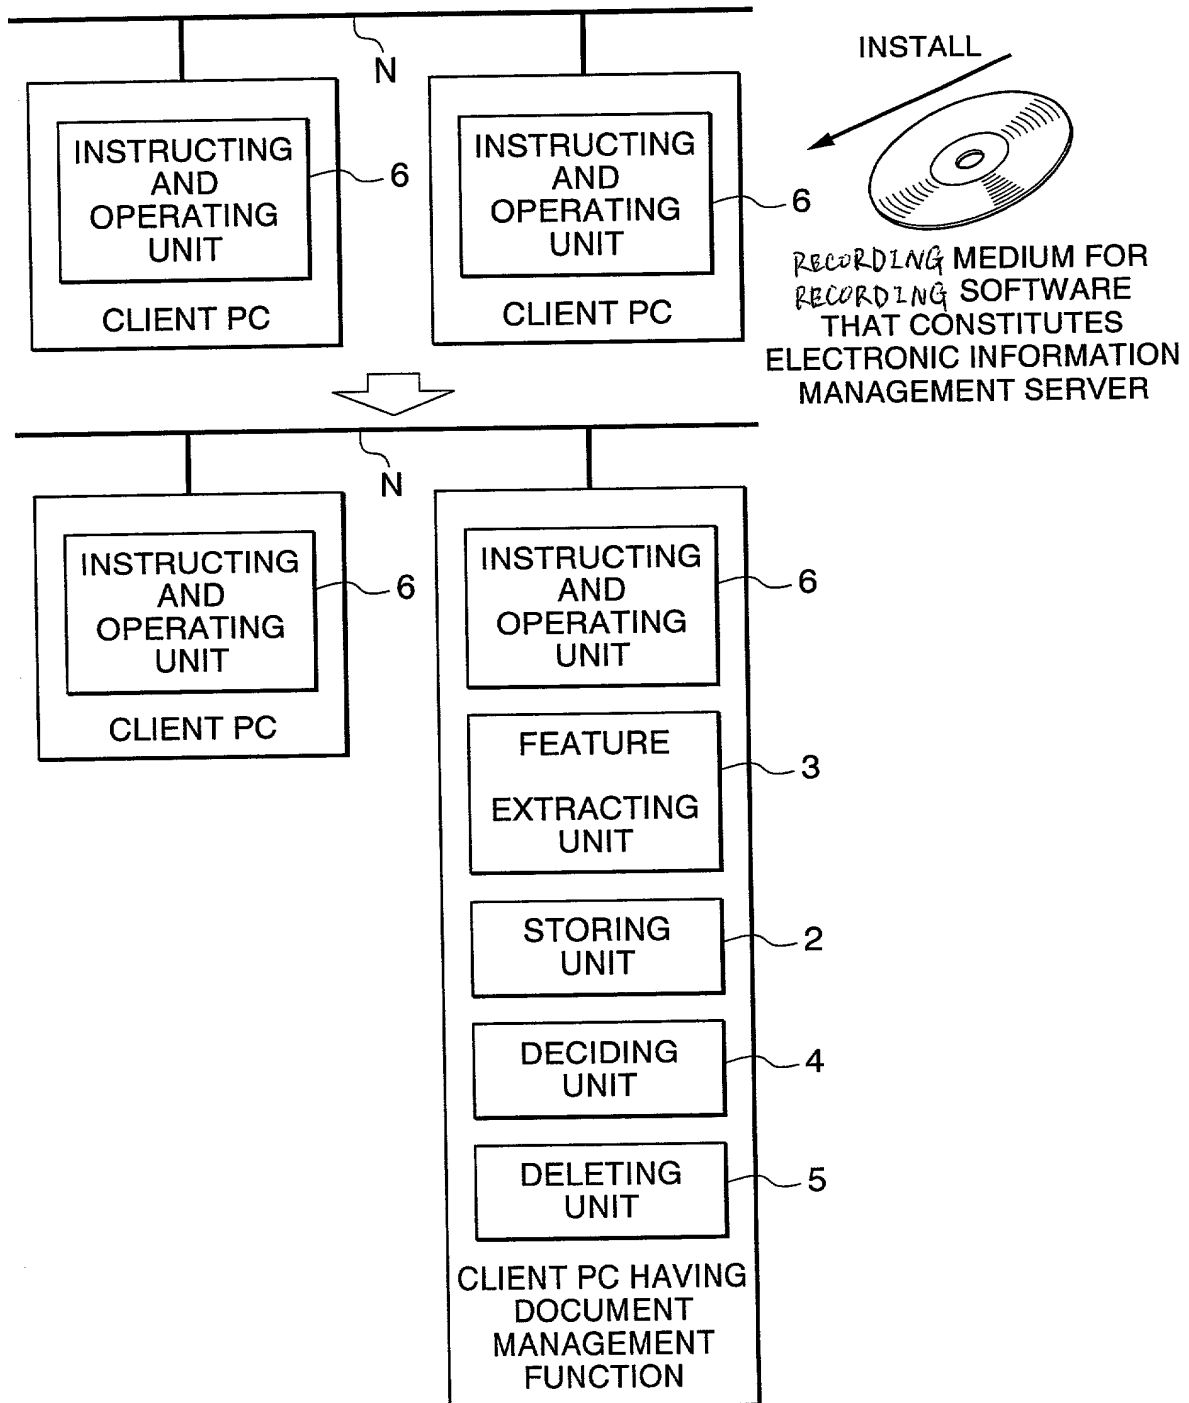 N
INSTALL
INSTRUCTING
AND
OPERATING
UNIT
6
CLIENT PC
INSTRUCTING
AND
OPERATING
UNIT
6
CLIENT PC
RECORDING MEDIUM FOR
RECORDING SOFTWARE
THAT CONSTITUTES
ELECTRONIC INFORMATION
MANAGEMENT SERVER
N
INSTRUCTING
AND
OPERATING
UNIT
6
CLIENT PC
INSTRUCTING
AND
OPERATING
UNIT
6
FEATURE
EXTRACTING
UNIT
3
STORING
UNIT
2
DECIDING
UNIT
4
DELETING
UNIT
5
CLIENT PC HAVING
DOCUMENT
MANAGEMENT
FUNCTION